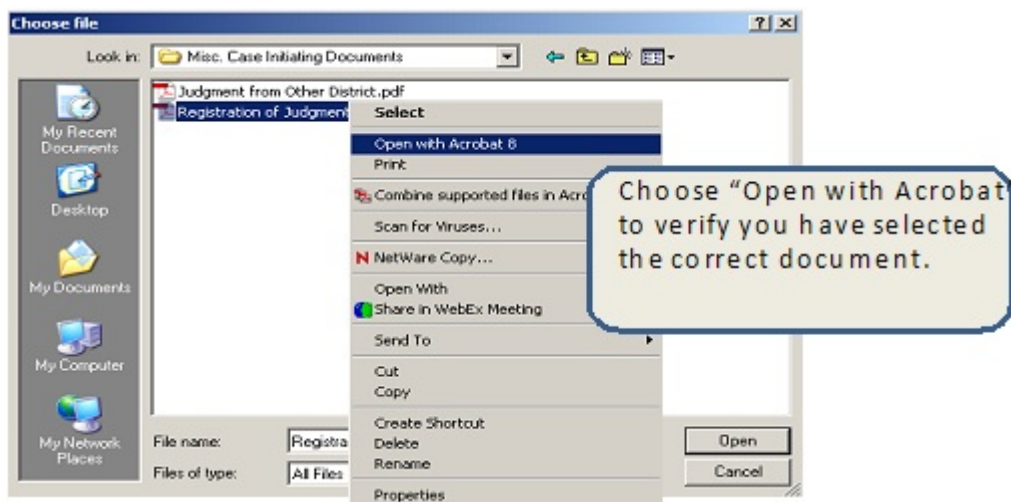 Choose file
Look in:
Misc. Case Initiating Documents
My Recent
Documents
Desktop
My Documents
My Computer
My Network
Places
Judgment from Other District.pdf
Registration of Judgment
Select
Open with Acrobat 8
Print
Combine supported files in Acro
Scan for Viruses...
N NetWare Copy...
Open With
Share in WebEx Meeting
Send To
Cut
Copy
Create Shortcut
Delete
Rename
Properties
Choose “Open with Acrobat”
to verify you have selected
the correct document.
File name:
Registra
Open
Files of type:
All Files
Cancel